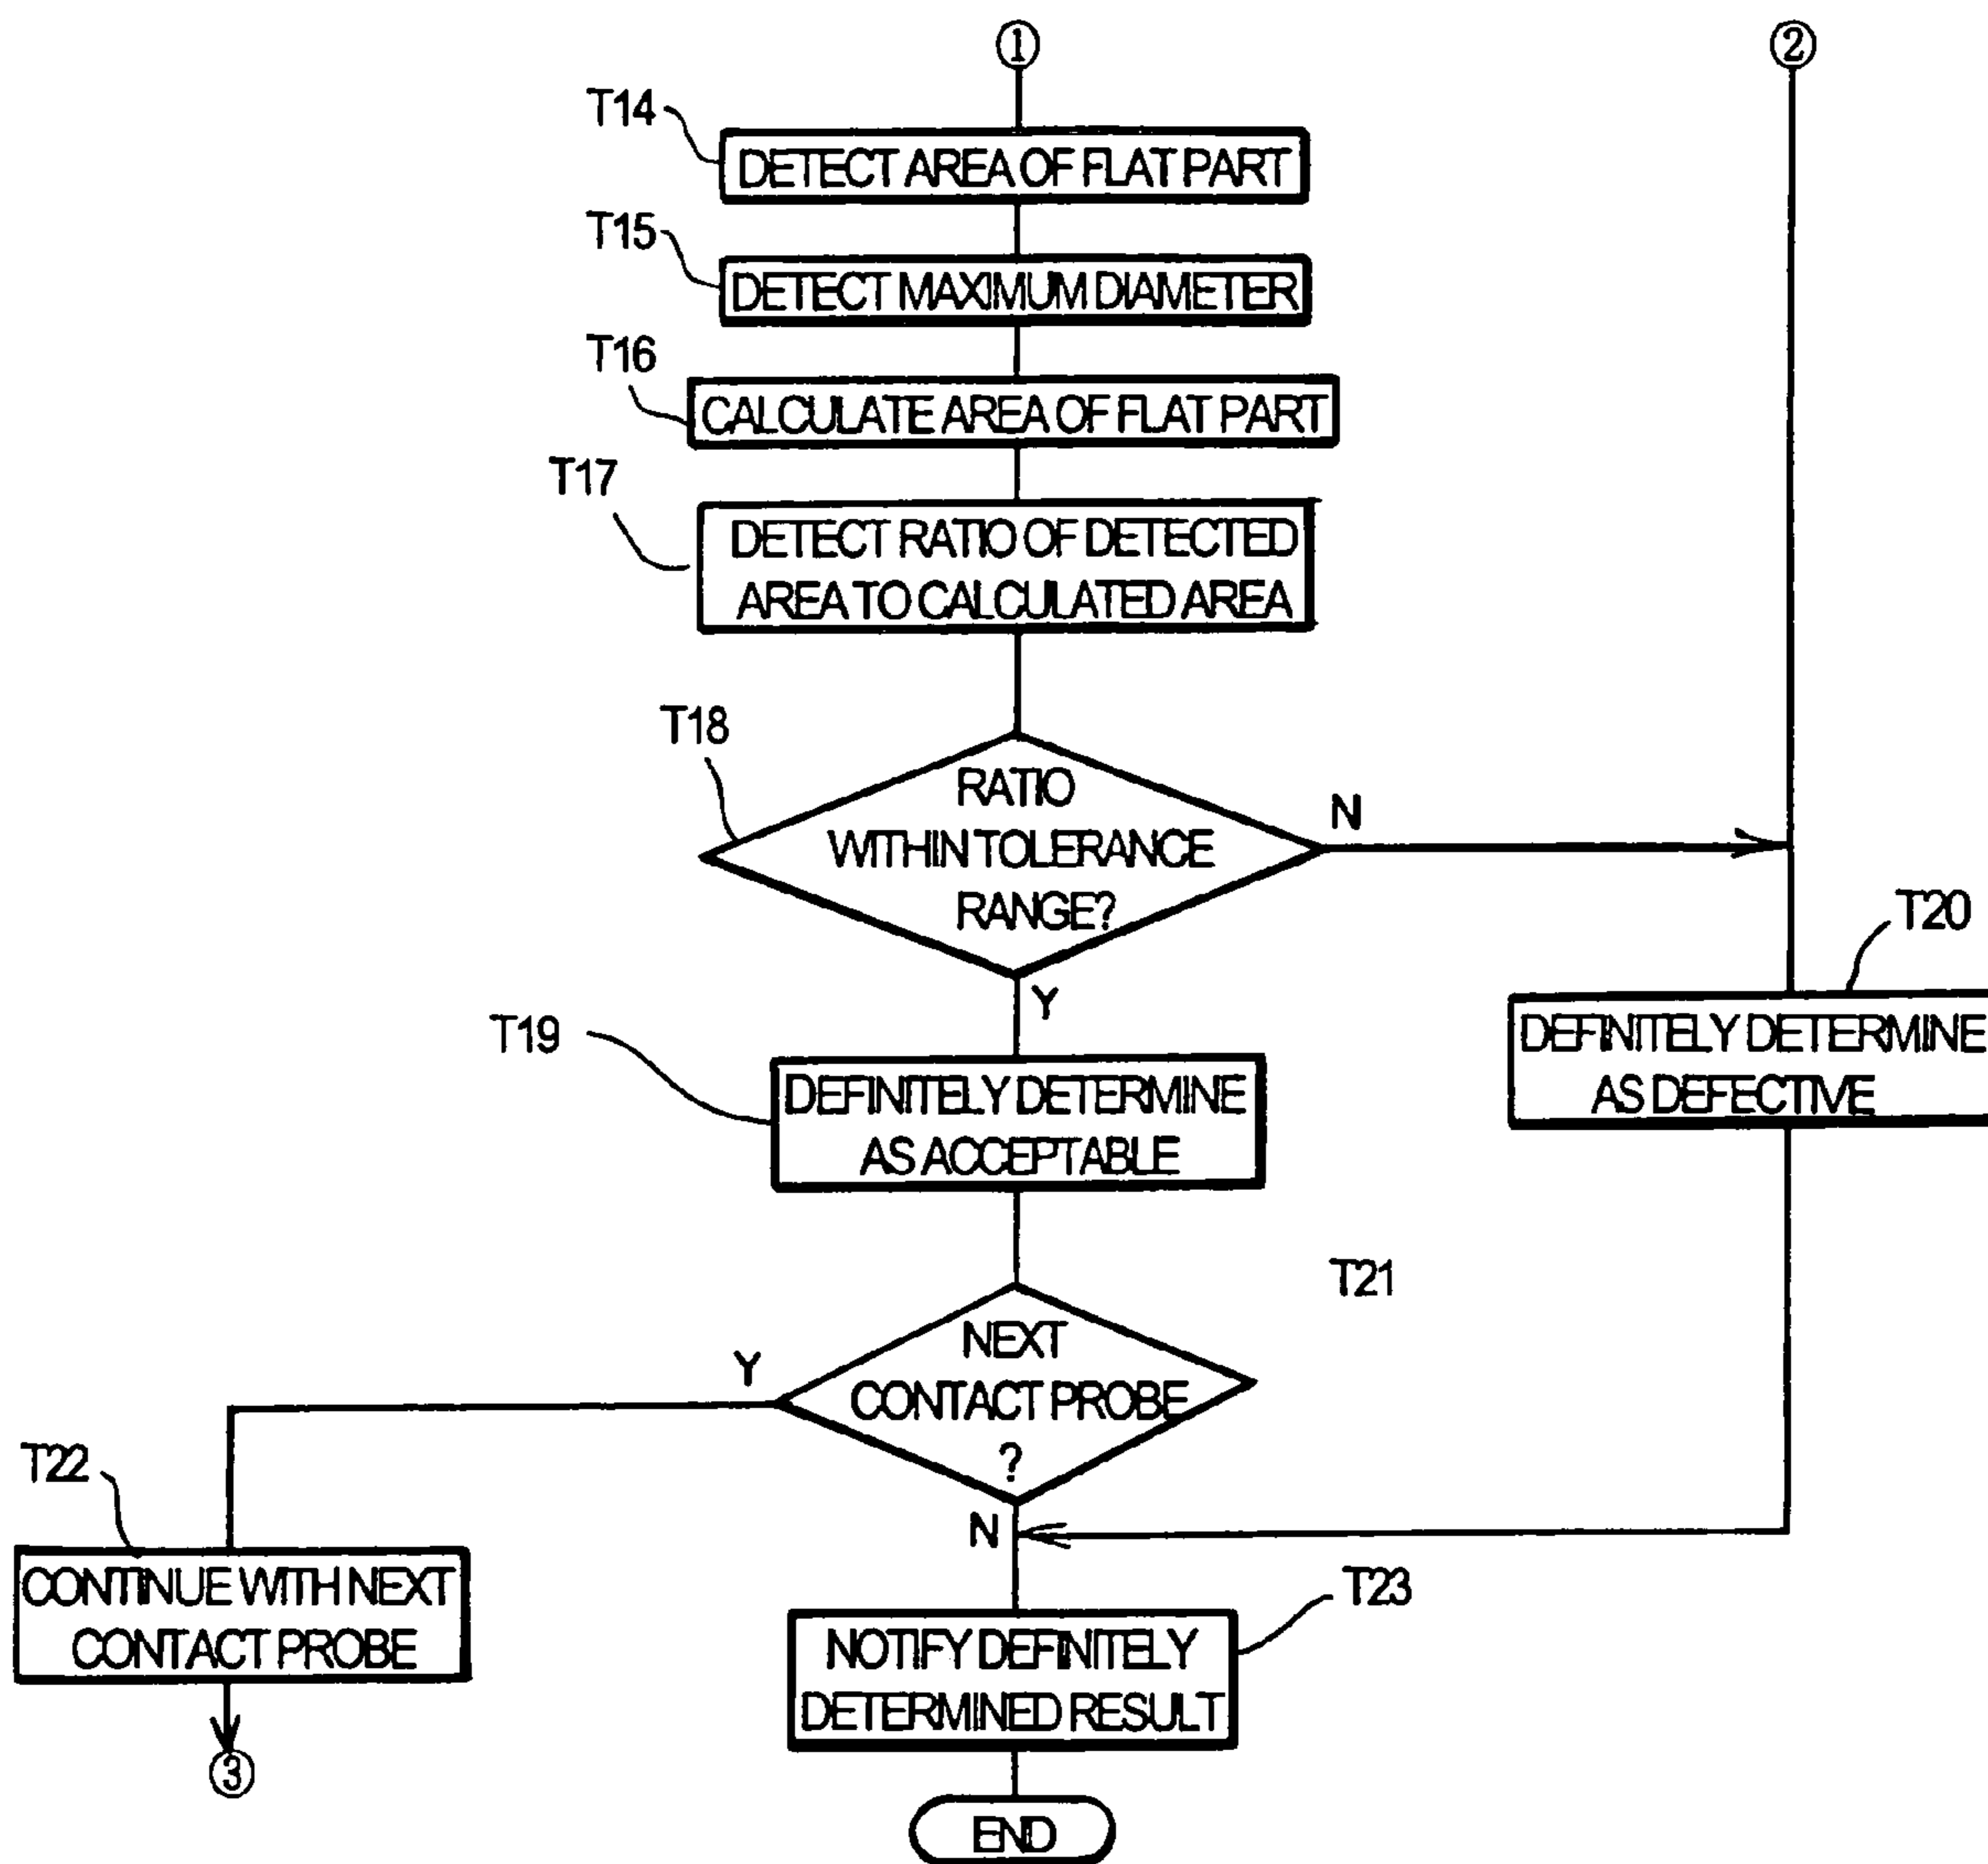 ①
②
T14
DETECT AREA OF FLAT PART
T15
DETECT MAXIMUM DIAMETER
T16
CALCULATE AREA OF FLAT PART
T17
DETECT RATIO OF DETECTED
AREA TO CALCULATED AREA
T18
RATIO
WITHIN TOLERANCE
RANGE?
N
Y
T20
DEFINITELY DETERMINE
AS DEFECTIVE
T19
DEFINITELY DETERMINE
AS ACCEPTABLE
T21
NEXT
CONTACT PROBE
?
Y
N
T22
CONTINUE WITH NEXT
CONTACT PROBE
③
T23
NOTIFY DEFINITELY
DETERMINED RESULT
END